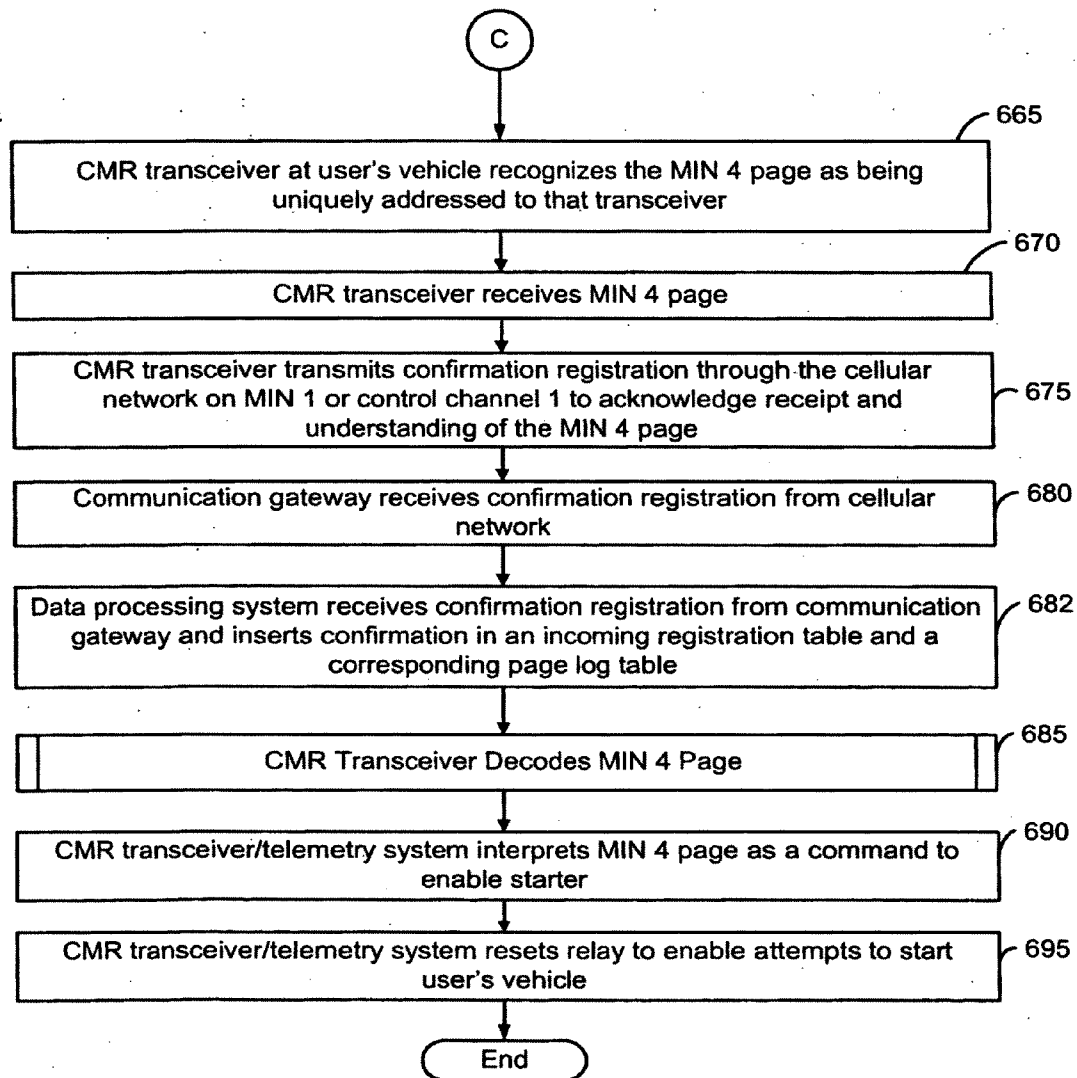 C
665
CMR transceiver at user's vehicle recognizes the MIN 4 page as being
uniquely addressed to that transceiver
670
CMR transceiver receives MIN 4 page
CMR transceiver transmits confirmation registration through the cellular
network on MIN 1 or control channel 1 to acknowledge receipt and
understanding of the MIN 4 page
675
Communication gateway receives confirmation registration from cellular
network
680
Data processing system receives confirmation registration from communication
gateway and inserts confirmation in an incoming registration table and a
corresponding page log table
682
CMR Transceiver Decodes MIN 4 Page
685
CMR transceiver/telemetry system interprets MIN 4 page as a command to
enable starter
690
CMR transceiver/telemetry system resets relay to enable attempts to start
user's vehicle
695
End